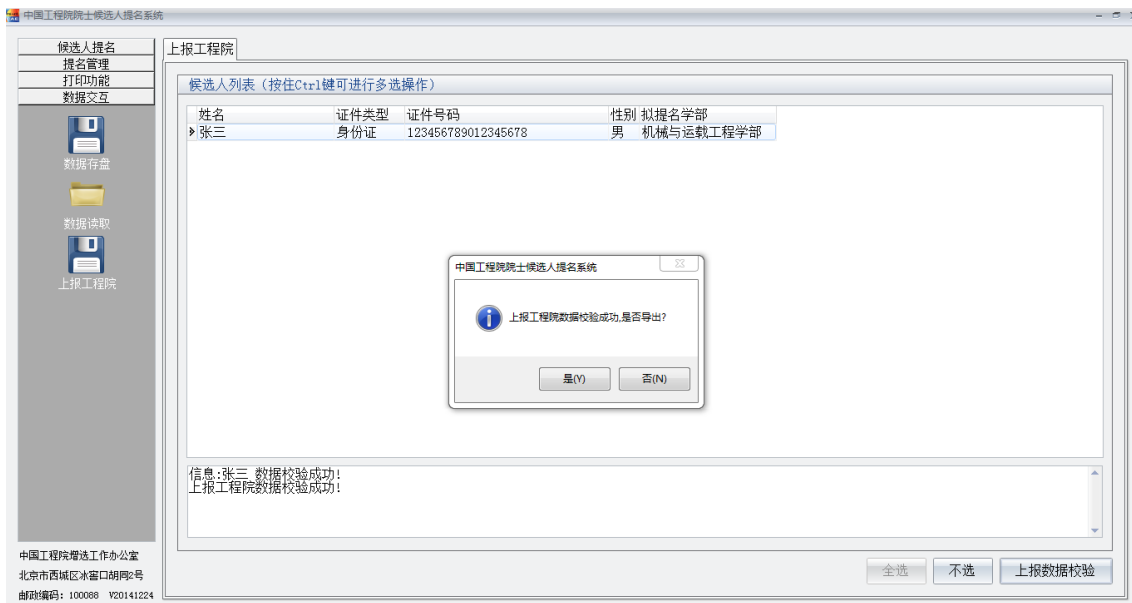 中国工程院院士候选人提名系统
候选人提名
提名管理
打印功能
数据交互
数据存盘
数据读取
上报工程院
中国工程院增选工作办公室
北京市西城区冰窖口胡同2号
邮政编码：100088 V20141224
上报工程院
候选人列表（按住Ctrl键可进行多选操作）
姓名 证件类型 证件号码 性别 拟提名学部
张三 身份证 123456789012345678 男 机械与运载工程学部
中国工程院院士候选人提名系统
上报工程院数据校验成功,是否导出?
是(Y) 否(N)
信息:张三 数据校验成功!
上报工程院数据校验成功!
全选 不选 上报数据校验